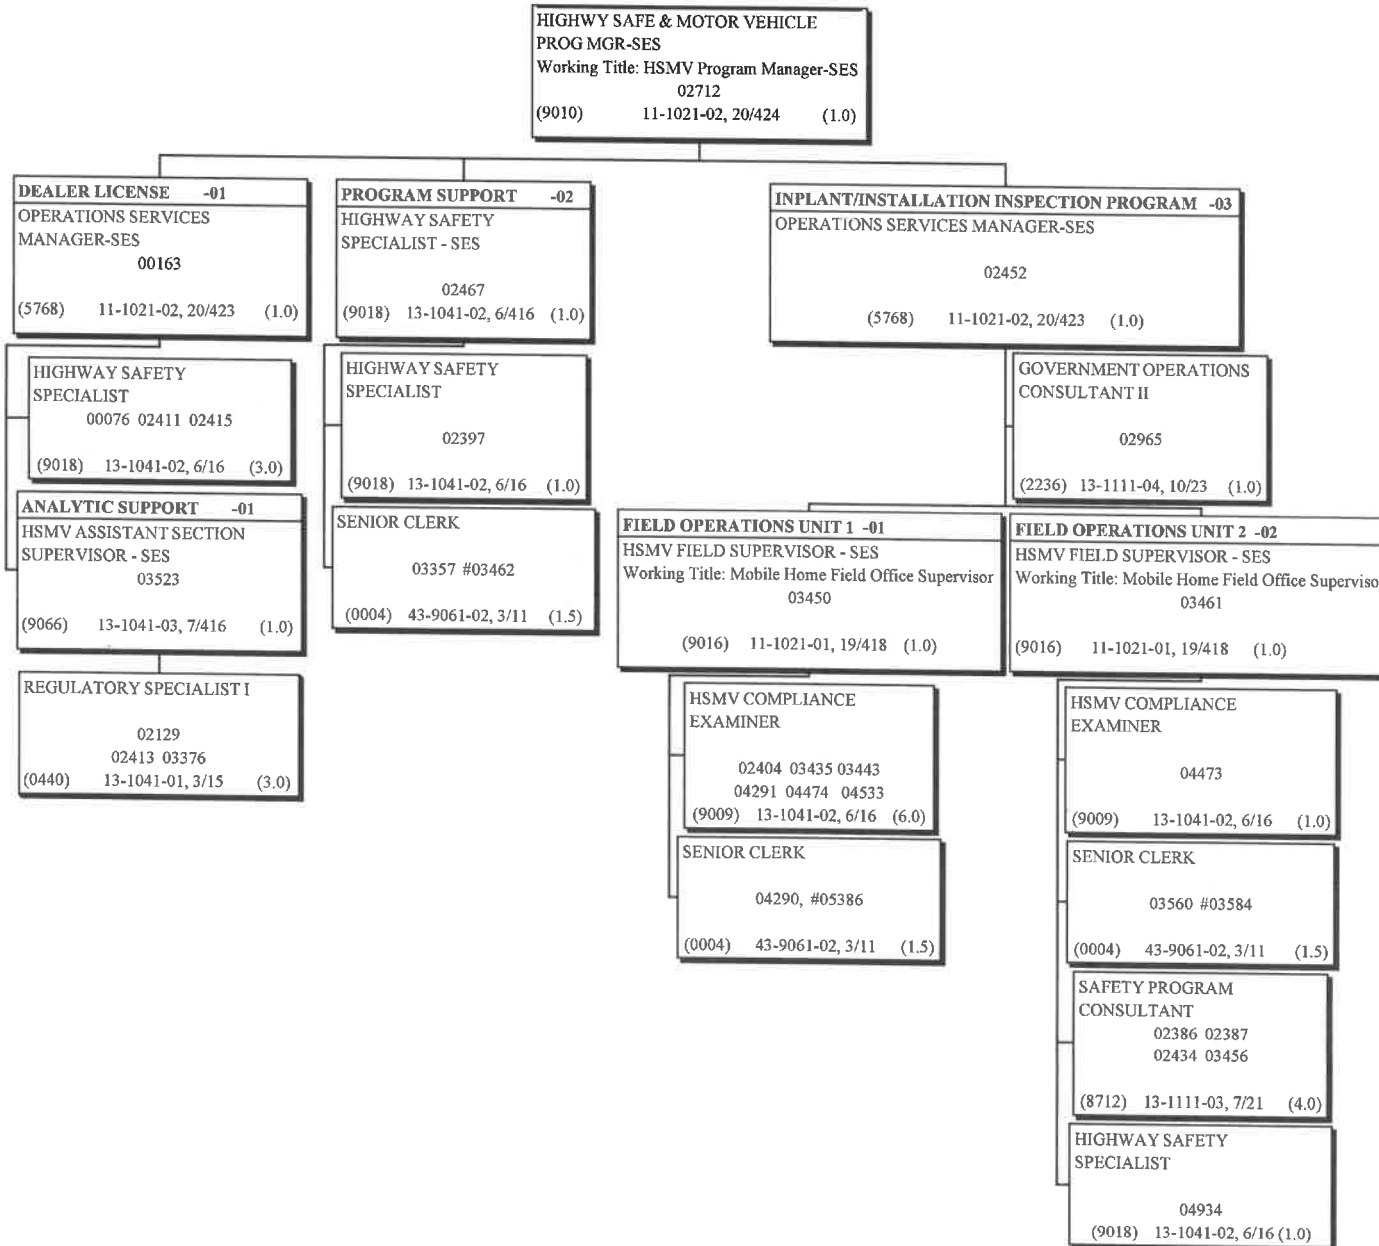 HIGHWY SAFE & MOTOR VEHICLE
PROG MGR-SES
Working Title: HSMV Program Manager-SES
02712
(9010) 11-1021-02, 20/424 (1.0)
DEALER LICENSE -01
OPERATIONS SERVICES
MANAGER-SES
00163
(5768) 11-1021-02, 20/423 (1.0)
HIGHWAY SAFETY
SPECIALIST
00076 02411 02415
(9018) 13-1041-02, 6/16 (3.0)
ANALYTIC SUPPORT -01
HSMV ASSISTANT SECTION
SUPERVISOR - SES
03523
(9066) 13-1041-03, 7/416 (1.0)
REGULATORY SPECIALIST I
02129
02413 03376
(0440) 13-1041-01, 3/15 (3.0)
PROGRAM SUPPORT -02
HIGHWAY SAFETY
SPECIALIST - SES
02467
(9018) 13-1041-02, 6/416 (1.0)
HIGHWAY SAFETY
SPECIALIST
02397
(9018) 13-1041-02, 6/16 (1.0)
SENIOR CLERK
03357 #03462
(0004) 43-9061-02, 3/11 (1.5)
INPLANT/INSTALLATION INSPECTION PROGRAM -03
OPERATIONS SERVICES MANAGER-SES
02452
(5768) 11-1021-02, 20/423 (1.0)
GOVERNMENT OPERATIONS
CONSULTANT II
02965
(2236) 13-1111-04, 10/23 (1.0)
FIELD OPERATIONS UNIT 1 -01
HSMV FIELD SUPERVISOR - SES
Working Title: Mobile Home Field Office Supervisor
03450
(9016) 11-1021-01, 19/418 (1.0)
HSMV COMPLIANCE
EXAMINER
02404 03435 03443
04291 04474 04533
(9009) 13-1041-02, 6/16 (6.0)
SENIOR CLERK
04290, #05386
(0004) 43-9061-02, 3/11 (1.5)
FIELD OPERATIONS UNIT 2 -02
HSMV FIELD SUPERVISOR - SES
Working Title: Mobile Home Field Office Superviso
03461
(9016) 11-1021-01, 19/418 (1.0)
HSMV COMPLIANCE
EXAMINER
04473
(9009) 13-1041-02, 6/16 (1.0)
SENIOR CLERK
03560 #03584
(0004) 43-9061-02, 3/11 (1.5)
SAFETY PROGRAM
CONSULTANT
02386 02387
02434 03456
(8712) 13-1111-03, 7/21 (4.0)
HIGHWAY SAFETY
SPECIALIST
04934
(9018) 13-1041-02, 6/16 (1.0)